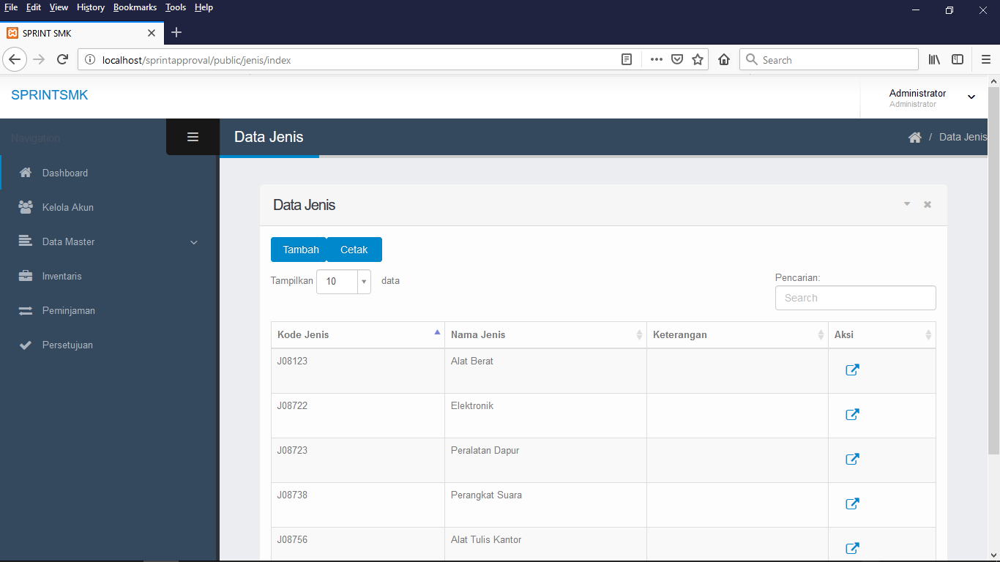 File Edit View History Bookmarks Tools Help
SPRINT SMK
localhost/sprintapproval/public/jenis/index
Search
SPRINTSMK
Administrator
Administrator
Navigation
Data Jenis
/ Data Jenis
Dashboard
Kelola Akun
Data Master
Inventaris
Peminjaman
Persetujuan
Data Jenis
Tambah Cetak
Tampilkan 10 data
Pencarian:
Search
Kode Jenis Nama Jenis Keterangan Aksi
J08123 Alat Berat
J08722 Elektronik
J08723 Peralatan Dapur
J08738 Perangkat Suara
J08756 Alat Tulis Kantor